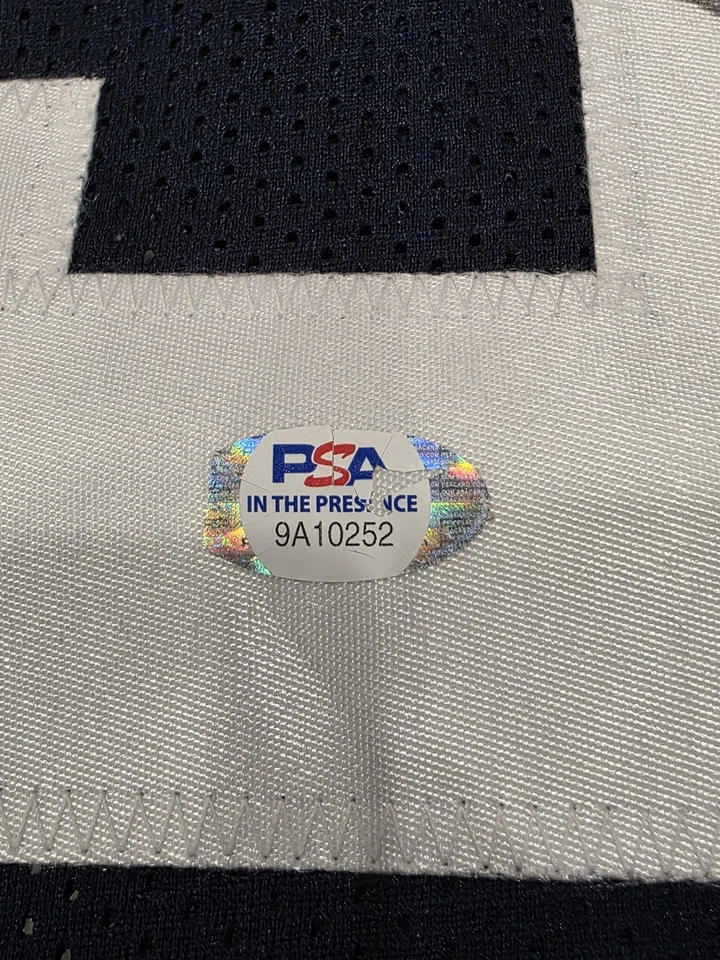 PSA
IN THE PRESENCE
9A10252